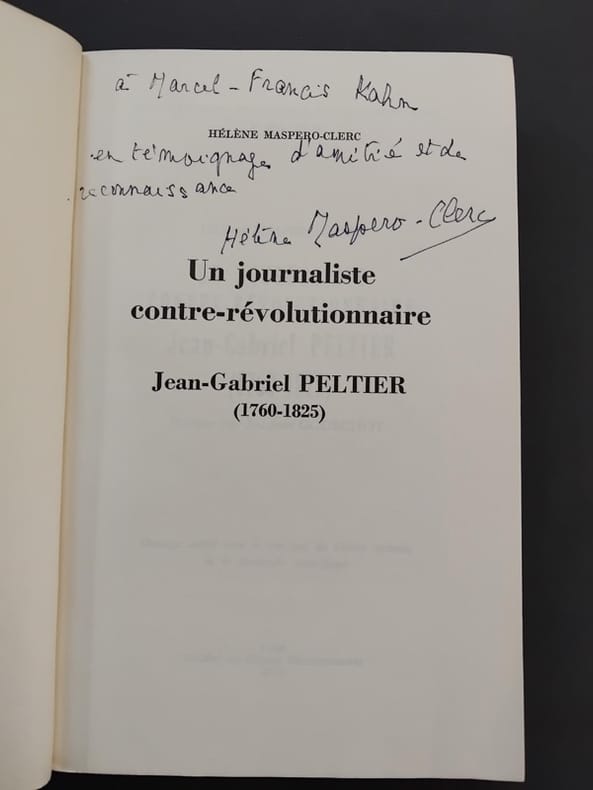 à Marcel-Francis Kahn
HÉLÈNE MASPERO-CLERC
en témoignage d'amitié et de
reconnaissance
Hélène Maspero-Clerc
Un journaliste
contre-révolutionnaire
Jean-Gabriel PELTIER
(1760-1825)